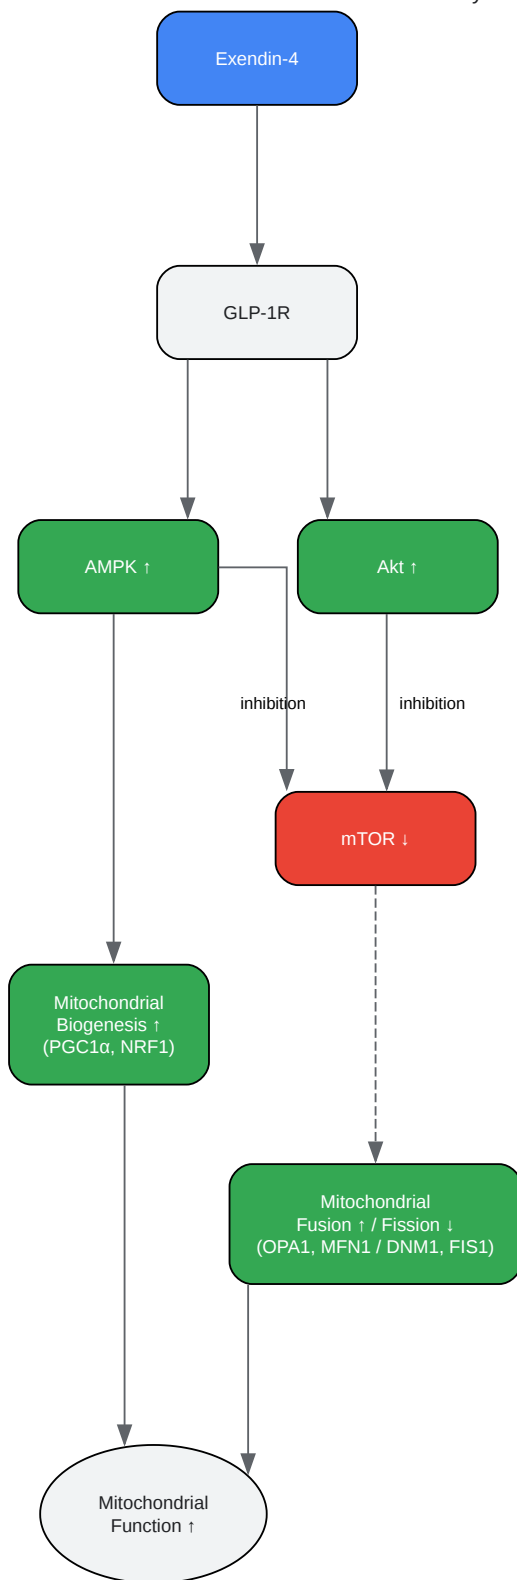 Exendin-4
GLP-1R
AMPK ↑
Akt ↑
inhibition
inhibition
mTOR ↓
Mitochondrial
Biogenesis ↑
(PGC1α, NRF1)
Mitochondrial
Fusion ↑ / Fission ↓
(OPA1, MFN1 / DNM1, FIS1)
Mitochondrial
Function ↑